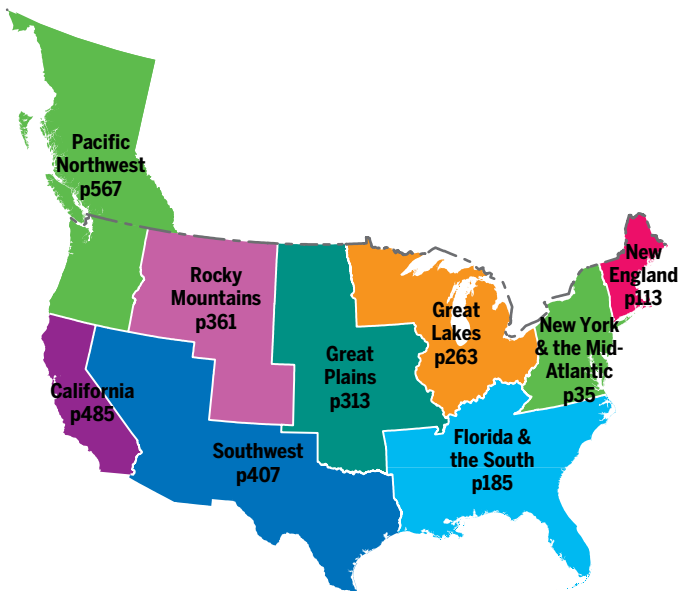 Pacific
Northwest
p567
Rocky
Mountains
p361
Great
Lakes
p263
New
England
p113
New York
& the Mid-
Atlantic
p35
Great
Plains
p313
California
p485
Southwest
p407
Florida &
the South
p185